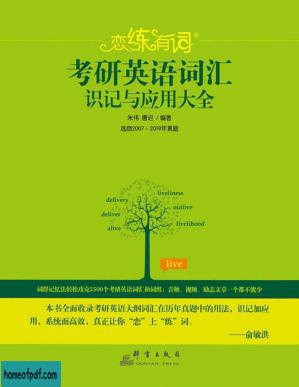 恋练有词®
考研英语词汇
识记与应用大全
朱伟 唐迟 / 编著
选自2007-2019年真题
liveliness
delivery
outlive
deliver
livelihood
alive
live
词群记忆法轻松攻克5500个考研英语词汇和词组；音频、视频、励志文章一个都不能少
本书全面收录考研英语大纲词汇在历年真题中的用法，识记加应
用，系统而高效，真正让你“恋”上“练”词。
——俞敏洪
群言出版社
homeofpdf.com